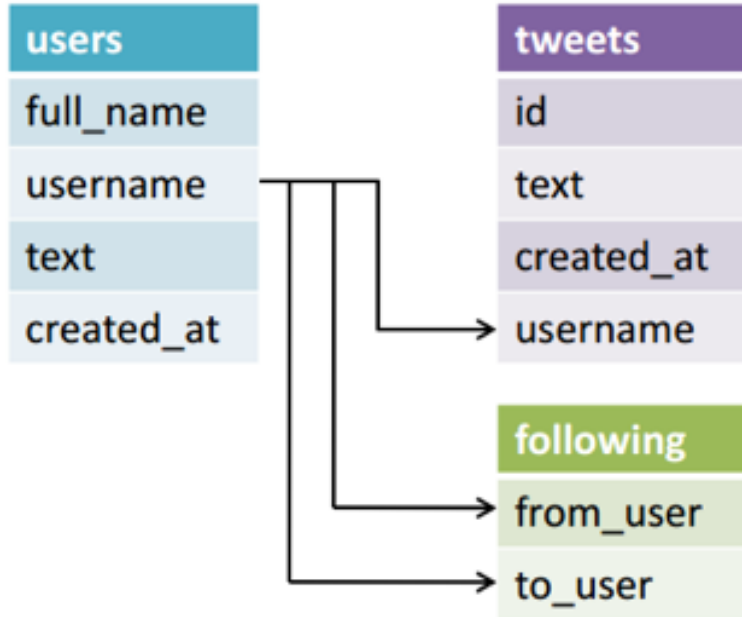 users
full_name
username
text
created_at
tweets
id
text
created_at
username
following
from_user
to_user